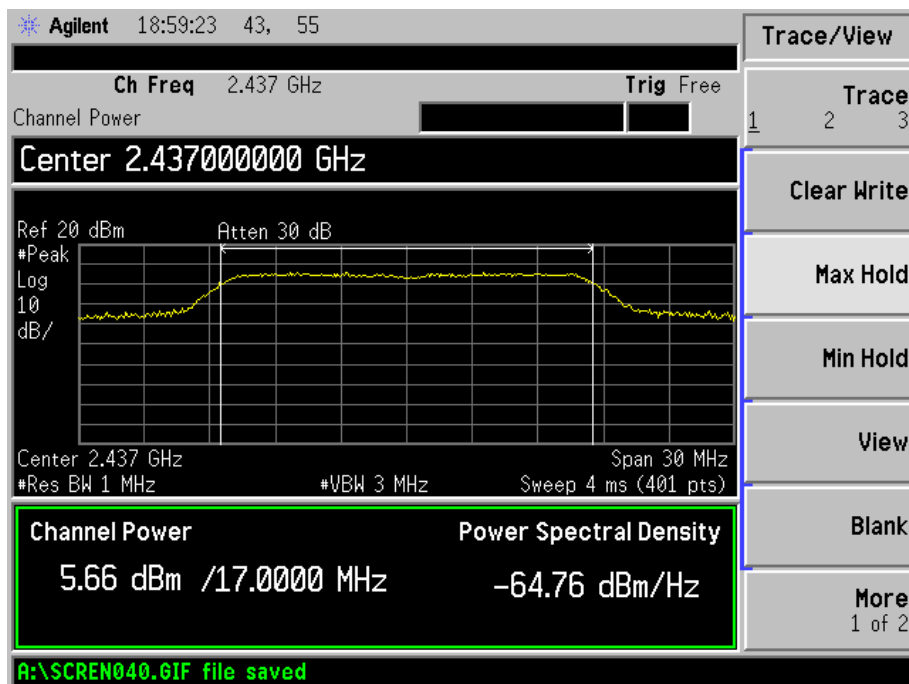 Agilent 18:59:23 43, 55
Trace/View
Ch Freq 2.437 GHz Trig Free
Channel Power
Trace
1 2 3
Center 2.437000000 GHz
Clear Write
Ref 20 dBm Atten 30 dB
#Peak
Log
10
dB/
Max Hold
Min Hold
Center 2.437 GHz Span 30 MHz
#Res BW 1 MHz #VBW 3 MHz Sweep 4 ms (401 pts)
View
Channel Power Power Spectral Density
5.66 dBm /17.0000 MHz -64.76 dBm/Hz
Blank
More
1 of 2
A:\SCREN040.GIF file saved